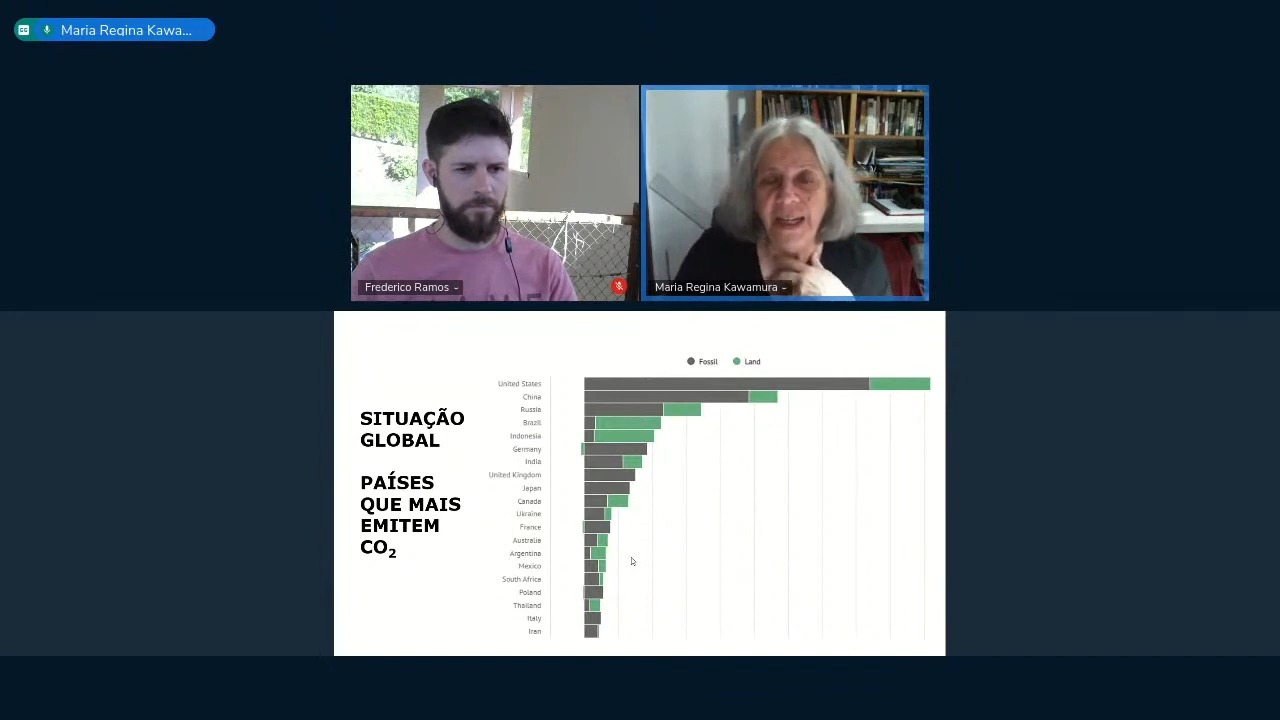 Maria Regina Kawa...
Frederico Ramos
Maria Regina Kawamura
Fossil
Land
SITUAÇÃO
GLOBAL
PAÍSES
QUE MAIS
EMITEM
CO₂
United States
China
Russia
Brazil
Indonesia
Germany
India
United Kingdom
Japan
Canada
Ukraine
France
Australia
Argentina
Mexico
South Africa
Poland
Thailand
Italy
Iran